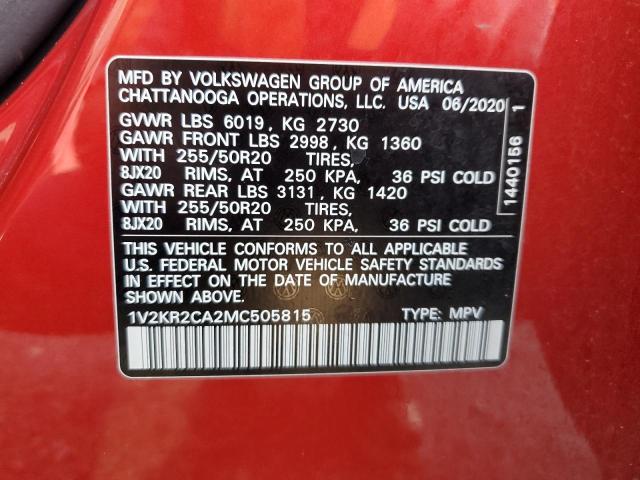 MFD BY VOLKSWAGEN GROUP OF AMERICA
CHATTANOOGA OPERATIONS, LLC. USA 06/2020
GVWR LBS 6019, KG 2730
GAWR FRONT LBS 2998, KG 1360
WITH 255/50R20 TIRES,
8JX20 RIMS, AT 250 KPA, 36 PSI COLD
GAWR REAR LBS 3131, KG 1420
WITH 255/50R20 TIRES,
8JX20 RIMS, AT 250 KPA, 36 PSI COLD
THIS VEHICLE CONFORMS TO ALL APPLICABLE
U.S. FEDERAL MOTOR VEHICLE SAFETY STANDARDS
IN EFFECT ON THE DATE OF MANUFACTURE
SHOWN ABOVE.
1V2KR2CA2MC505815 TYPE: MPV
1440156 1